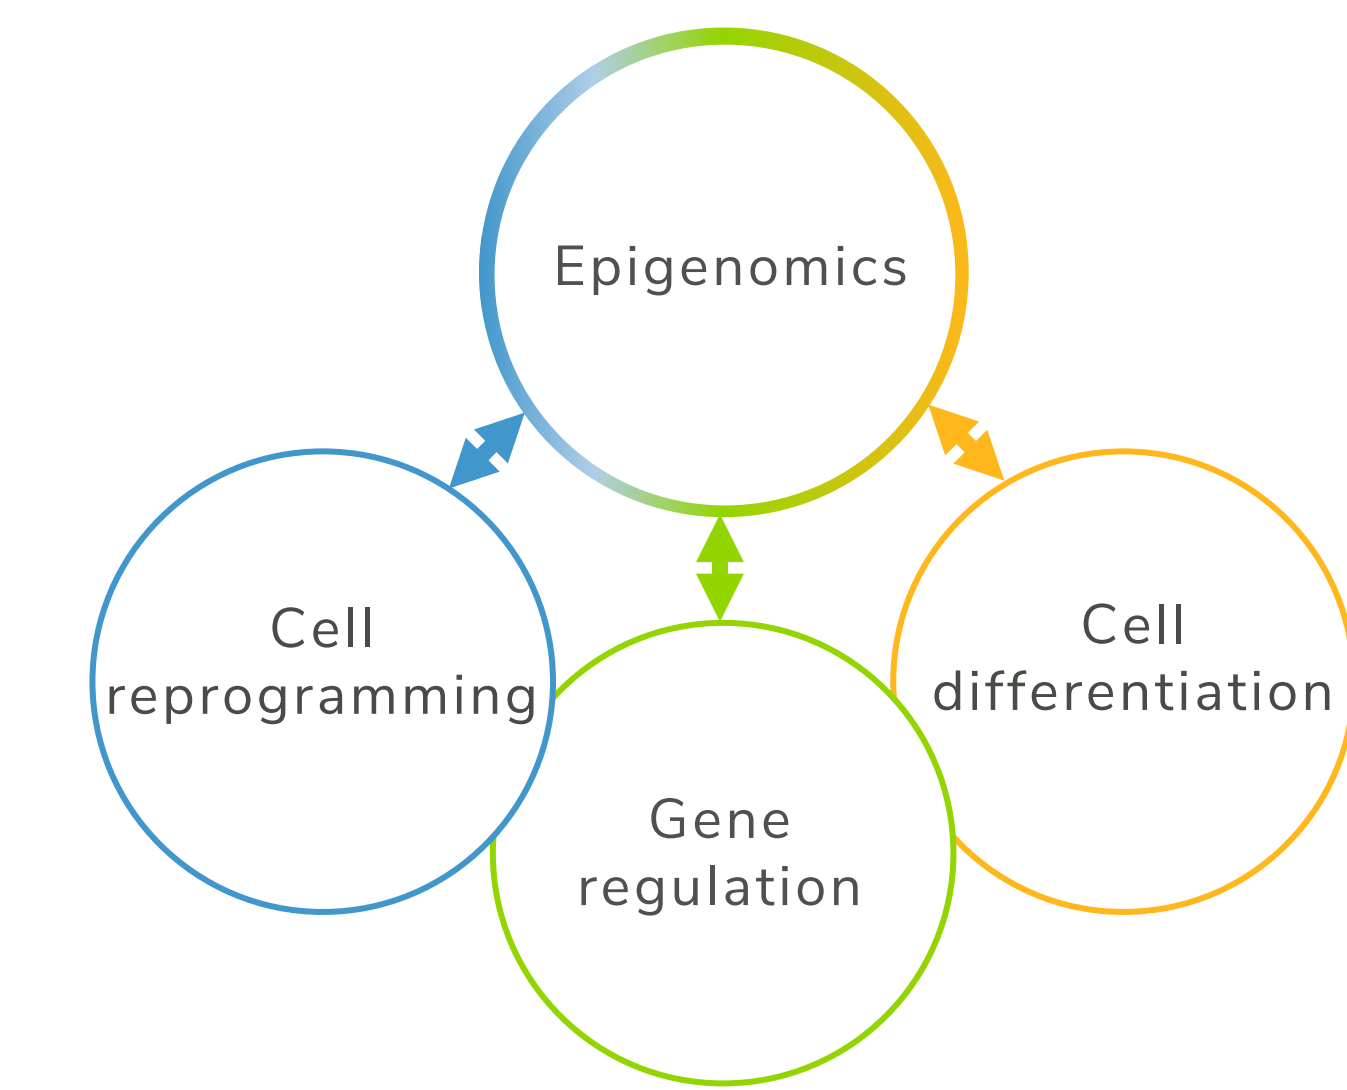 Epigenomics
Cell
reprogramming
Cell
differentiation
Gene
regulation